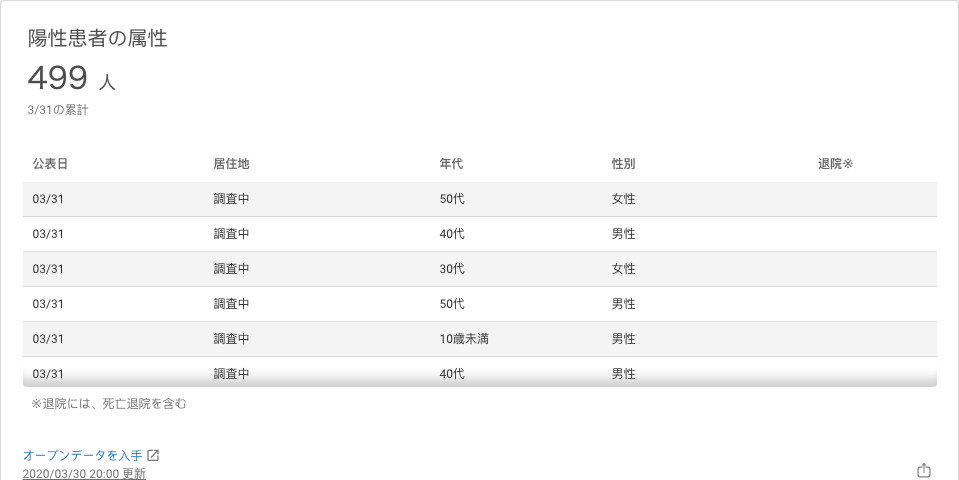 陽性患者の属性
499 人
3/31の累計
公表日 居住地 年代 性別 退院※
03/31 調査中 50代 女性
03/31 調査中 40代 男性
03/31 調査中 30代 女性
03/31 調査中 50代 男性
03/31 調査中 10歳未満 男性
03/31 調査中 40代 男性
※退院には、死亡退院を含む
オープンデータを入手
2020/03/30 20:00 更新